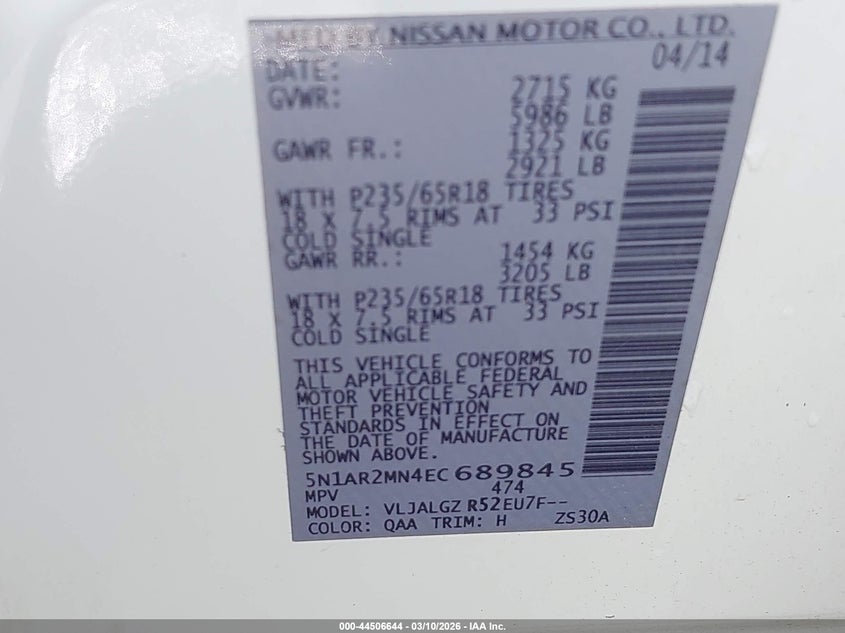 MFD BY NISSAN MOTOR CO., LTD.
DATE: 04/14
GVWR: 2715 KG
5986 LB
GAWR FR.: 1325 KG
2921 LB
WITH P235/65R18 TIRES
18 X 7.5 RIMS AT 33 PSI
COLD SINGLE
GAWR RR.: 1454 KG
3205 LB
WITH P235/65R18 TIRES
18 X 7.5 RIMS AT 33 PSI
COLD SINGLE
THIS VEHICLE CONFORMS TO
ALL APPLICABLE FEDERAL
MOTOR VEHICLE SAFETY AND
THEFT PREVENTION
STANDARDS IN EFFECT ON
THE DATE OF MANUFACTURE
SHOWN ABOVE.
5N1AR2MN4EC689845
MPV 474
MODEL: VLJALGZ R52EU7F--
COLOR: QAA TRIM: H ZS30A
000-44506644 — 03/10/2026 — IAA Inc.